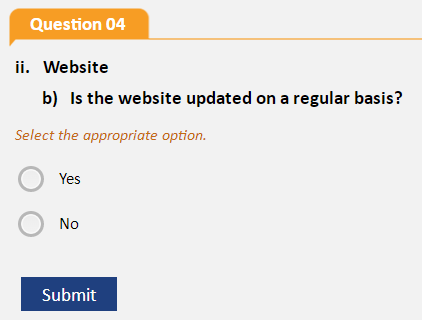 Question 04
ii. Website
b) Is the website updated on a regular basis?
Select the appropriate option.
Yes
No
Submit